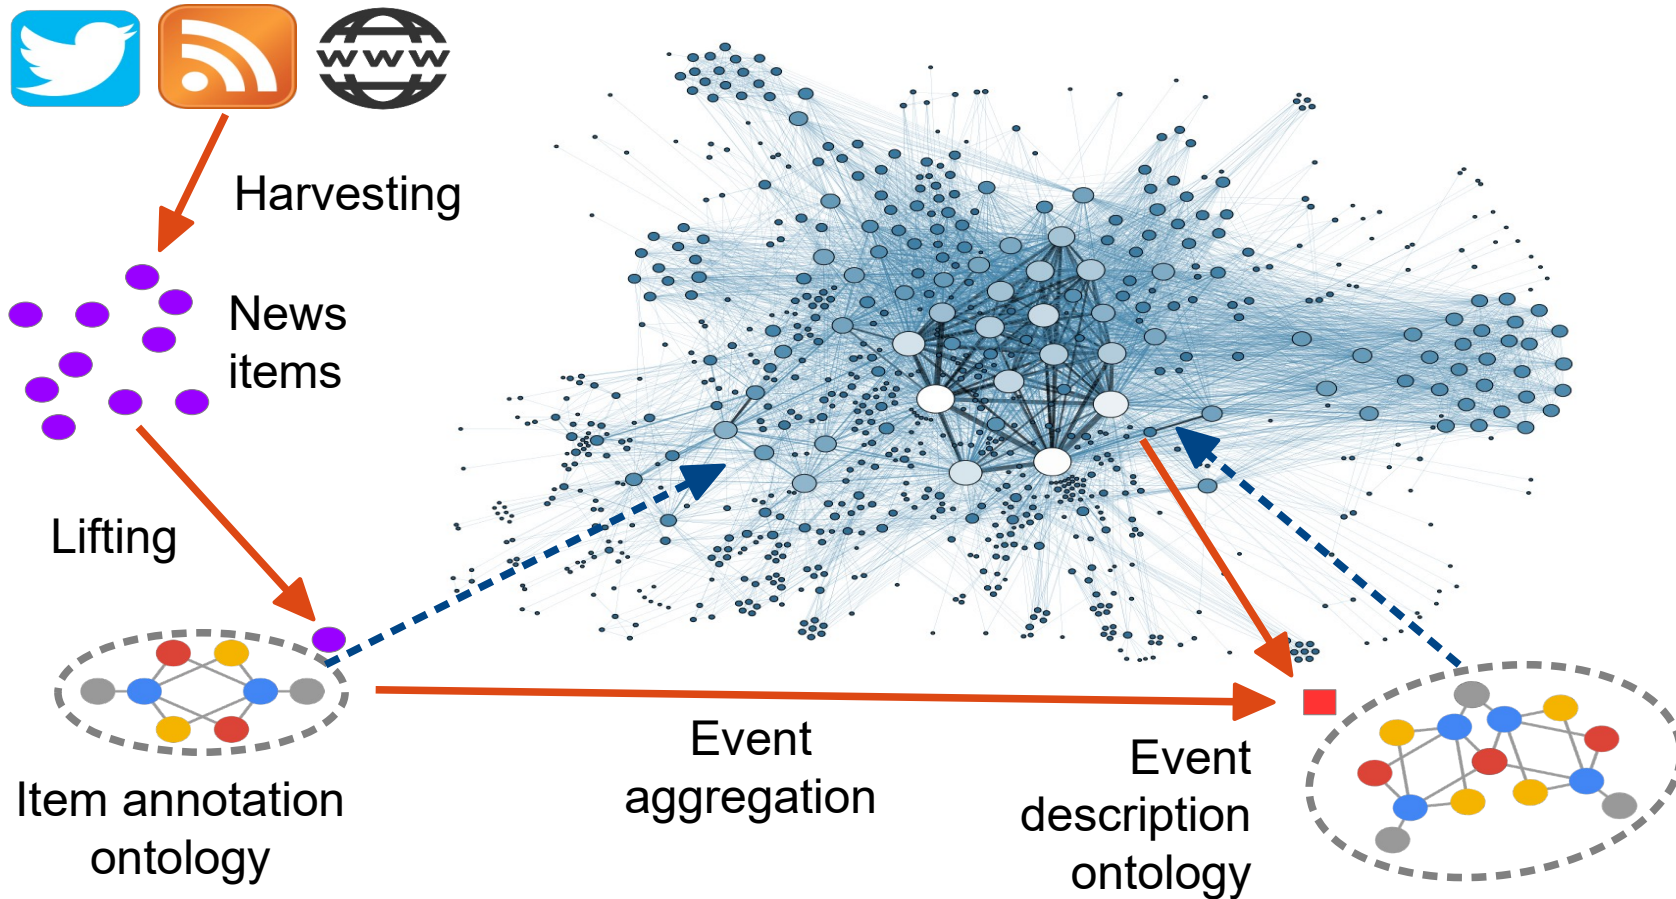 WWW
Harvesting
News
items
Lifting
Item annotation
ontology
Event
aggregation
Event
description
ontology